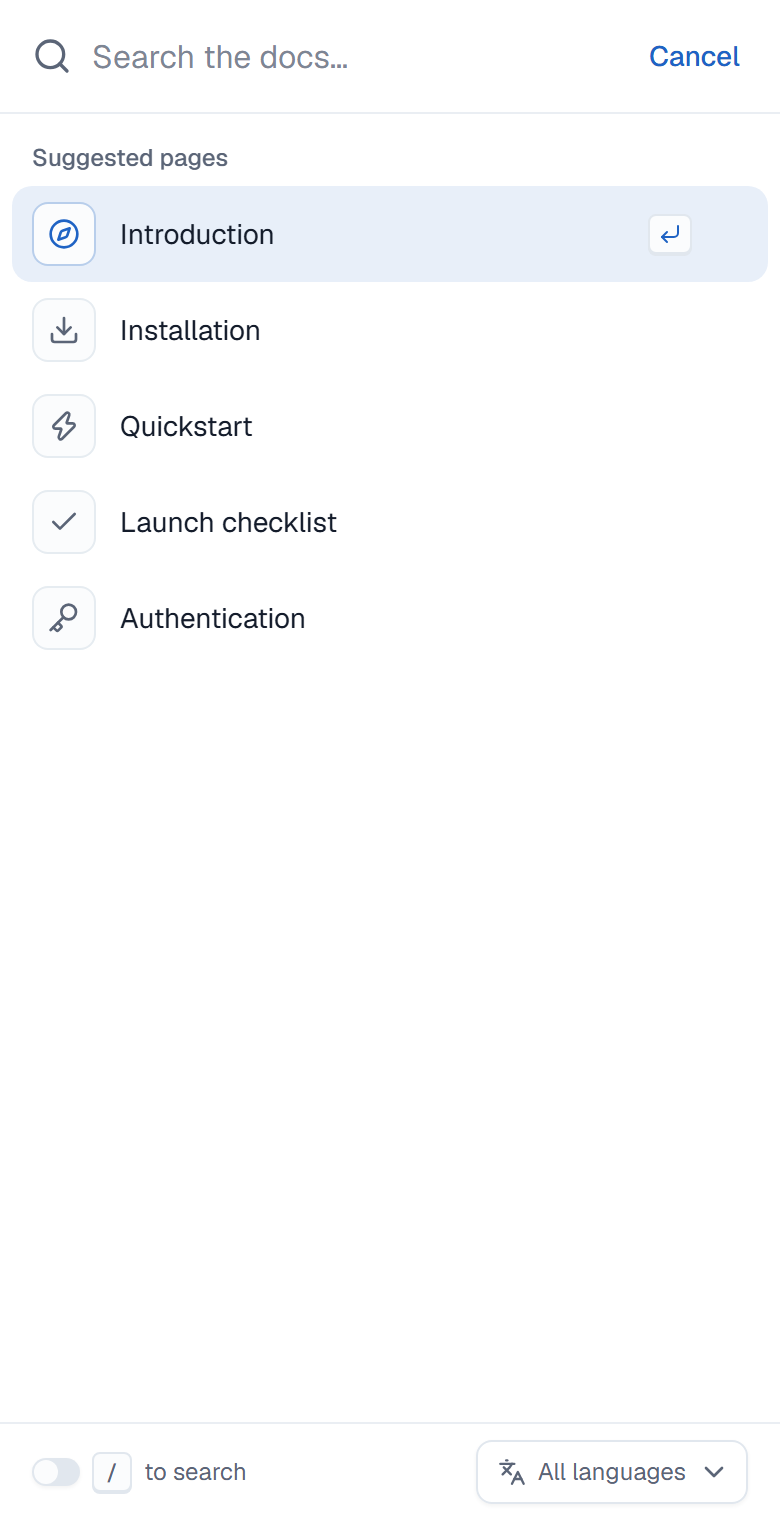 Search the docs...
Cancel
Suggested pages
Introduction
Installation
Quickstart
Launch checklist
Authentication
/ to search
All languages